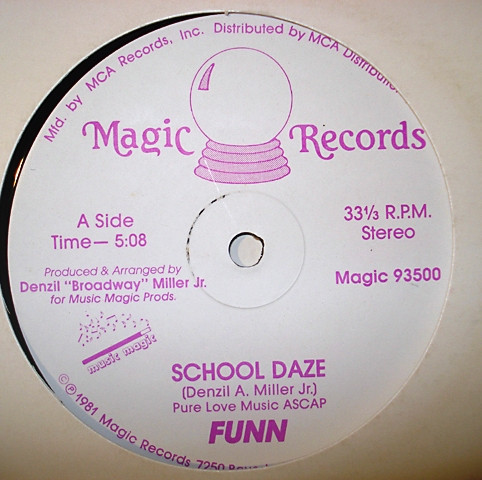 Mfd. by MCA Records, Inc. Distributed by MCA
Magic Records
A Side
Time— 5:08
33⅓ R.P.M.
Stereo
Magic 93500
Produced & Arranged by
Denzil "Broadway" Miller Jr.
for Music Magic Prods.
music magic
SCHOOL DAZE
(Denzil A. Miller Jr.)
Pure Love Music ASCAP
FUNN
©℗1981 Magic Records 7250